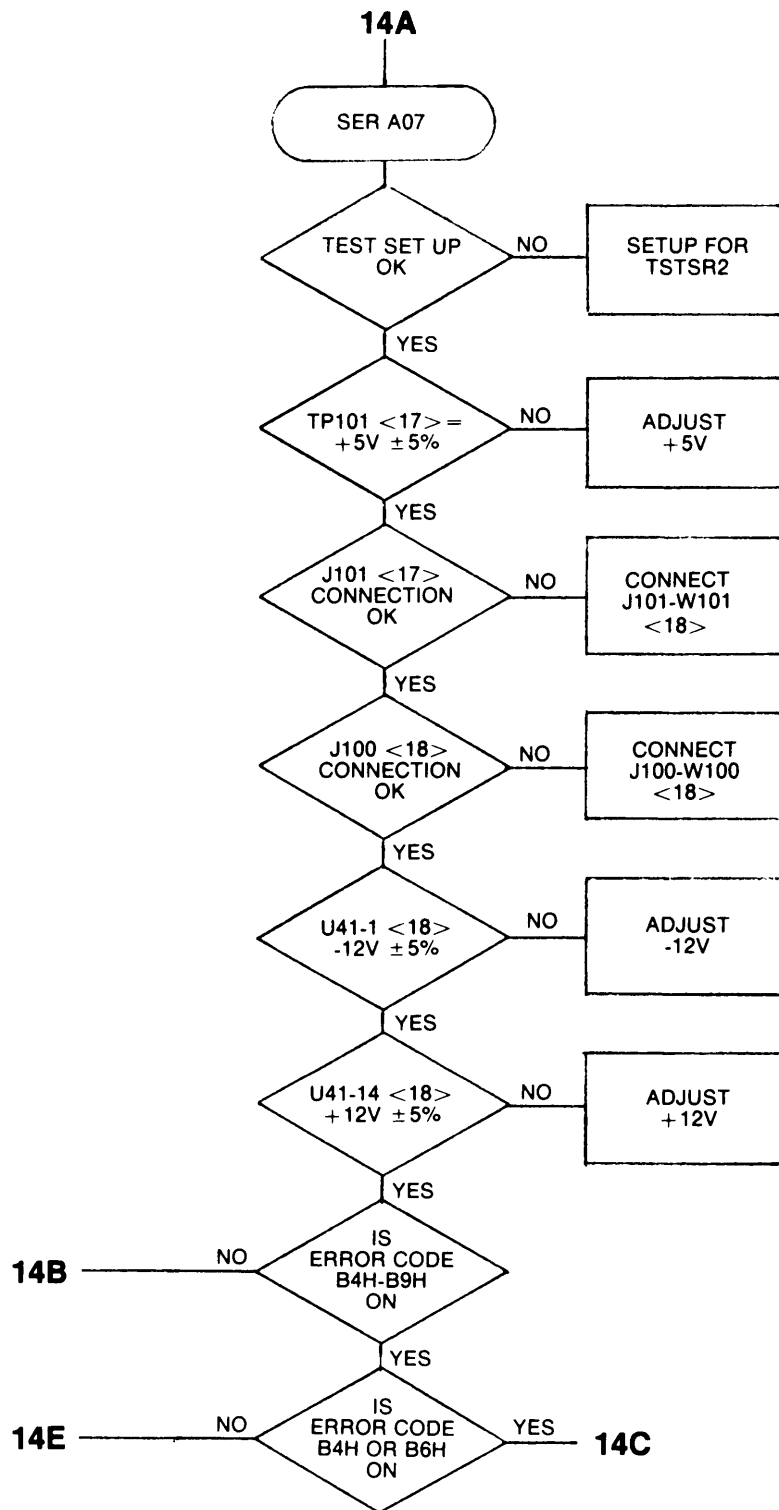 14A
SER A07
TEST SET UP
OK
NO
SETUP FOR
TSTSR2
YES
TP101 <17> =
+5V ±5%
NO
ADJUST
+5V
YES
J101 <17>
CONNECTION
OK
NO
CONNECT
J101-W101
<18>
YES
J100 <18>
CONNECTION
OK
NO
CONNECT
J100-W100
<18>
YES
U41-1 <18>
-12V ±5%
NO
ADJUST
-12V
YES
U41-14 <18>
+12V ±5%
NO
ADJUST
+12V
YES
14B
NO
IS
ERROR CODE
B4H-B9H
ON
YES
14E
NO
IS
ERROR CODE
B4H OR B6H
ON
YES
14C